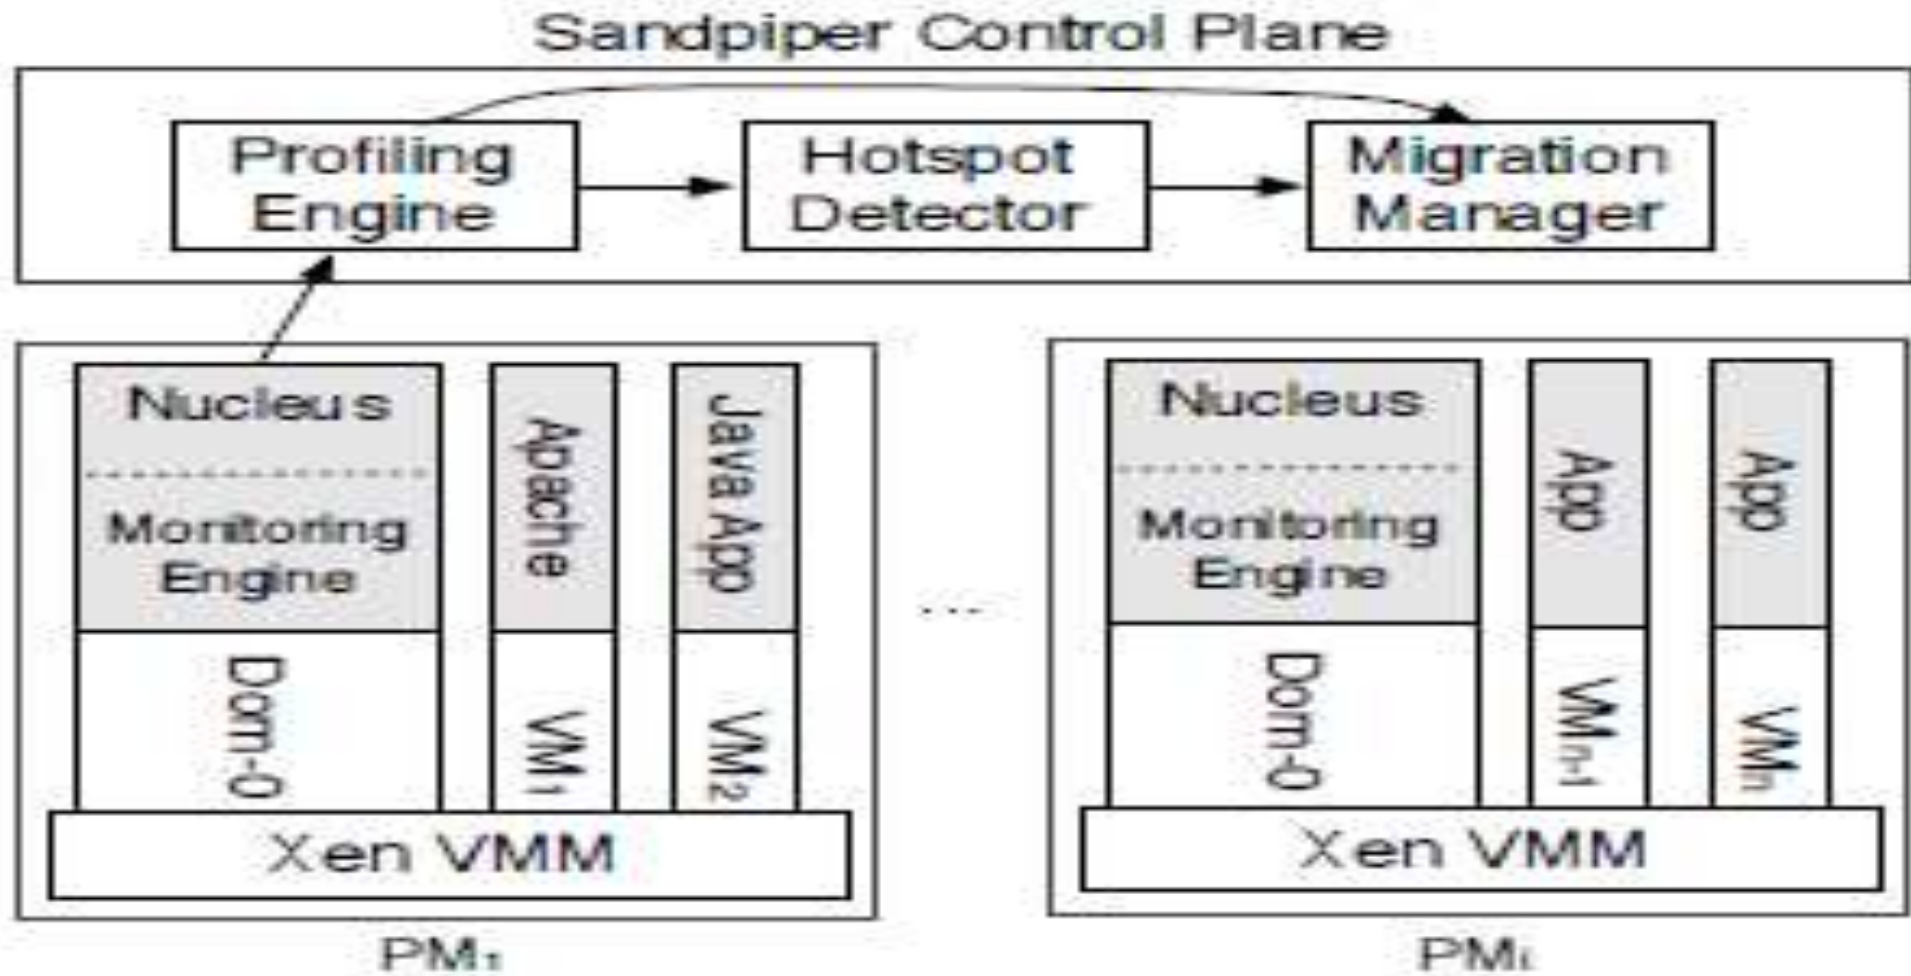 Sandpiper Control Plane
Profiling
Engine
Hotspot
Detector
Migration
Manager
Nucleus
Monitoring
Engine
Apache
Java App
Dom-0
VM1
VM2
Xen VMM
PM1
...
Nucleus
Monitoring
Engine
App
App
Dom-0
VMn-1
VMn
Xen VMM
PMi